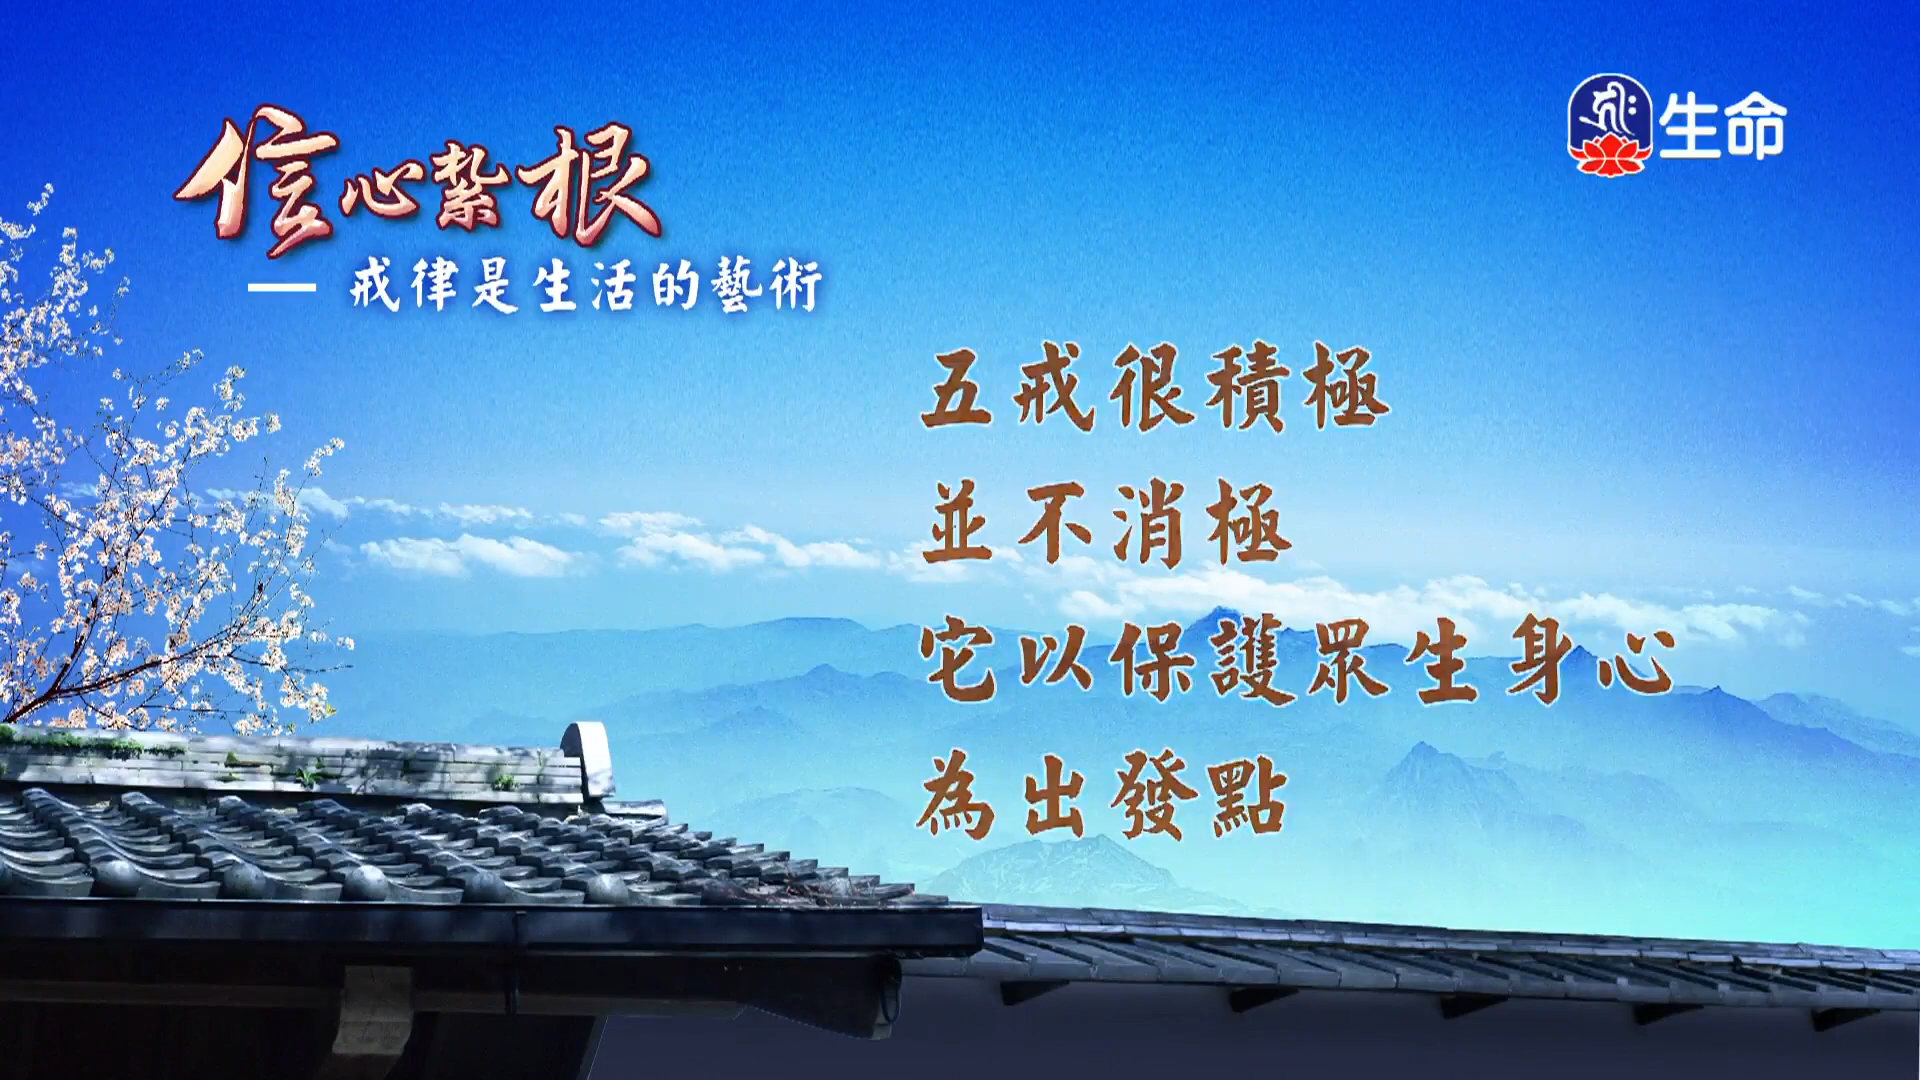 信心紮根
— 戒律是生活的藝術
生命
五戒很積極
並不消極
它以保護眾生身心
為出發點